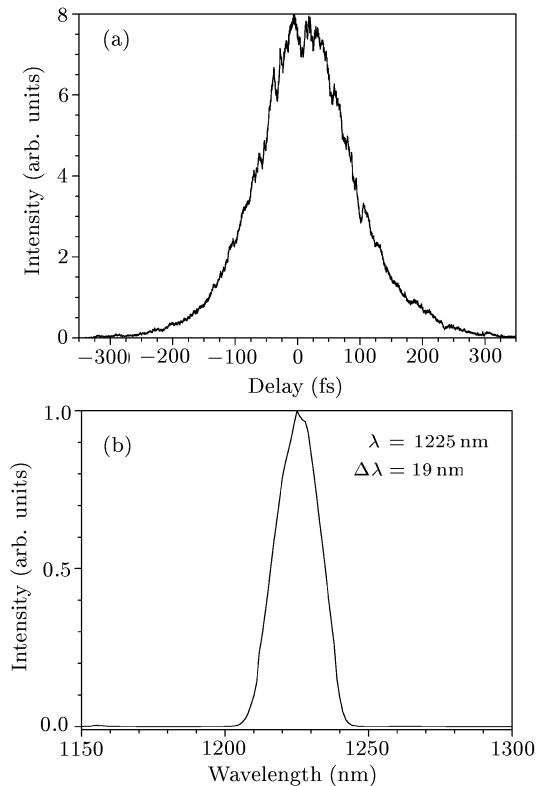 (a)
8
6
4
2
0
Intensity (arb. units)
−300 −200 −100 0 100 200 300
Delay (fs)
(b)
λ = 1225 nm
Δλ = 19 nm
1.0
0.5
0.0
Intensity (arb. units)
1150 1200 1250 1300
Wavelength (nm)